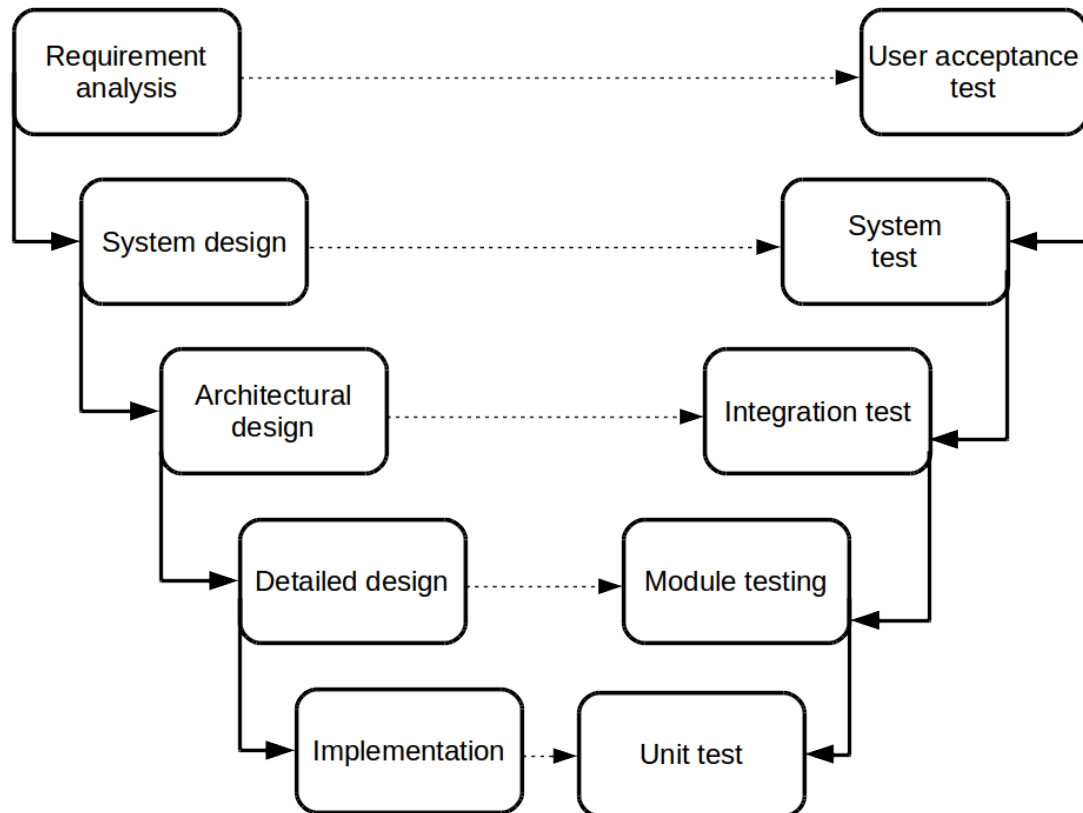 Requirement
analysis
User acceptance
test
System design
System
test
Architectural
design
Integration test
Detailed design
Module testing
Implementation
Unit test